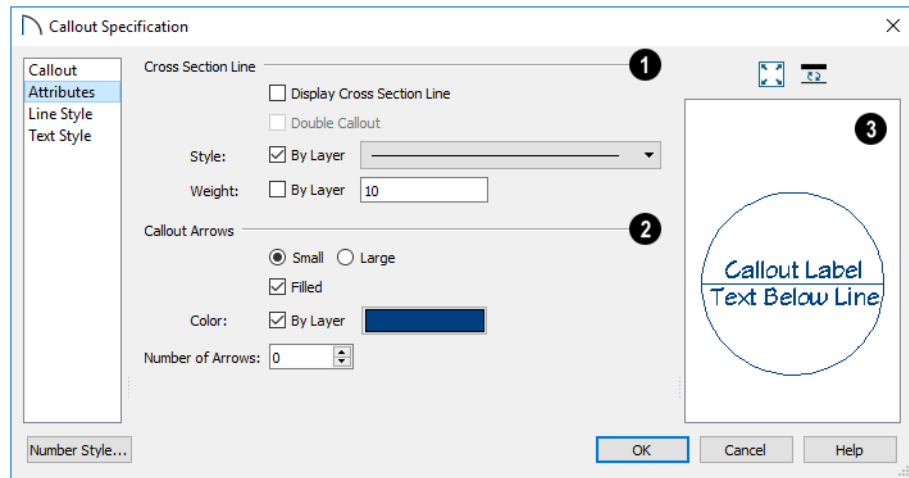 Callout Specification
Callout
Attributes
Line Style
Text Style
Cross Section Line
1
Display Cross Section Line
Double Callout
Style:
By Layer
Weight:
By Layer
10
Callout Arrows
2
Small
Large
Filled
Color:
By Layer
Number of Arrows:
0
3
Callout Label
Text Below Line
Number Style...
OK
Cancel
Help